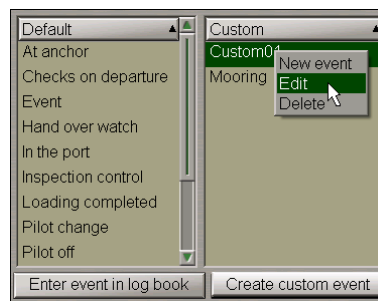 Default
At anchor
Checks on departure
Event
Hand over watch
In the port
Inspection control
Loading completed
Pilot change
Pilot off
Custom
Custom01
Mooring
New event
Edit
Delete
Enter event in log book
Create custom event